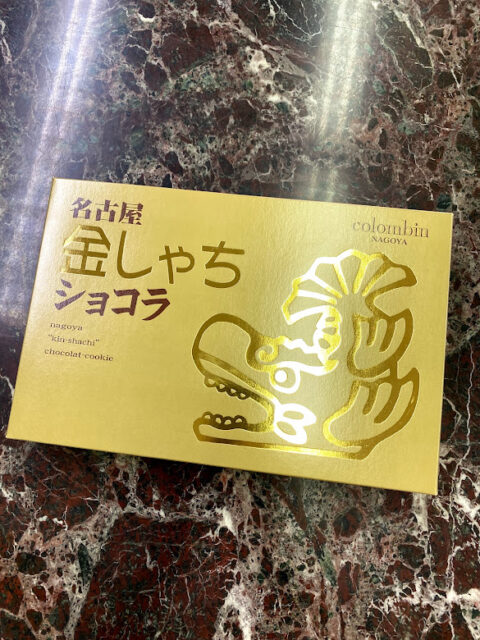 名古屋
金しゃち
ショコラ
nagoya
"kin-shachi"
chocolat-cookie
colombin
NAGOYA